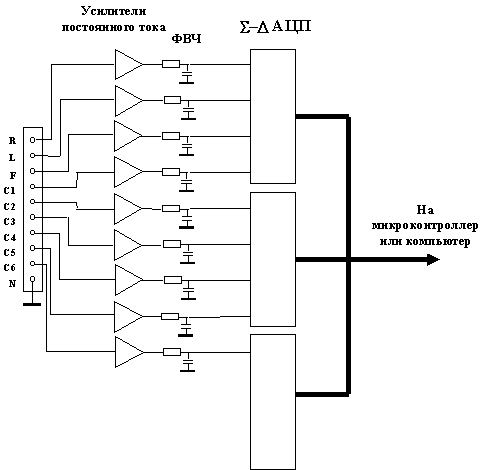 Усилители
постоянного тока
ФВЧ
Σ–Δ АЦП
R
L
F
C1
C2
C3
C4
C5
C6
N
На
микроконтроллер
или компьютер